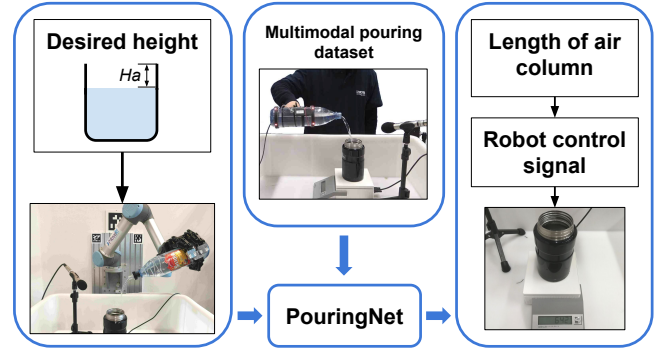 Desired height
Ha
Multimodal pouring
dataset
Length of air
column
Robot control
signal
PouringNet